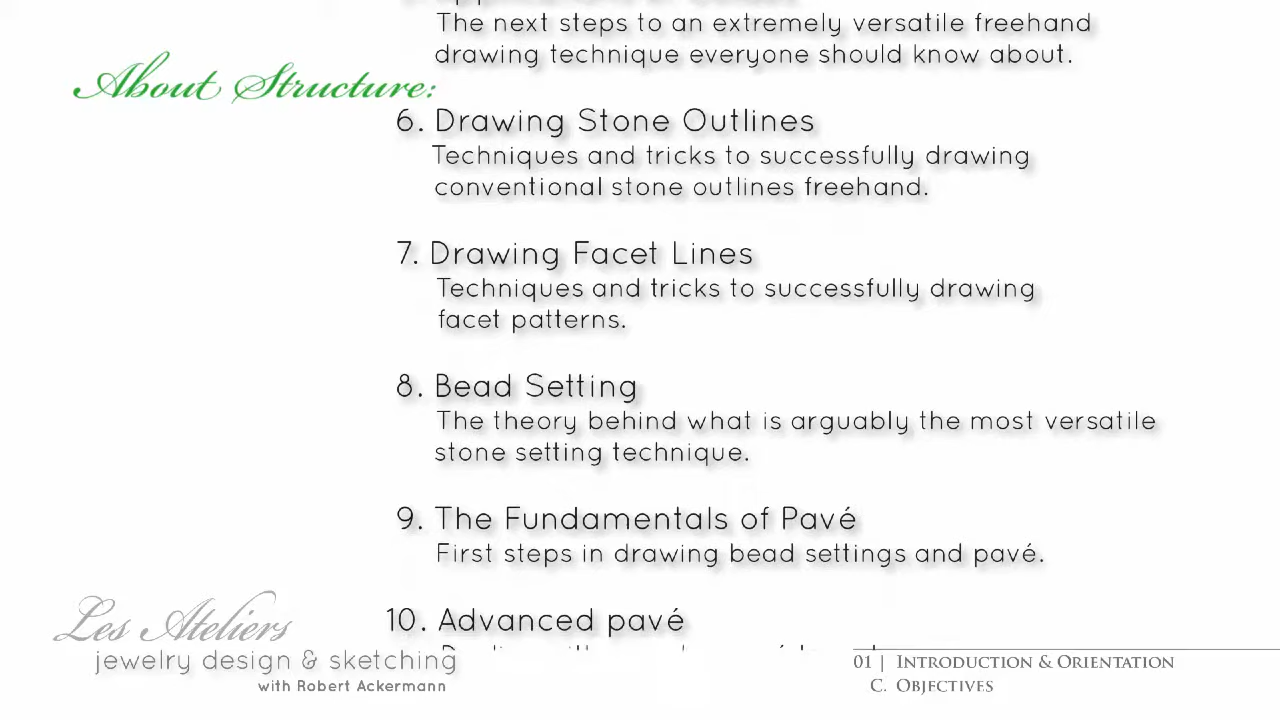 The next steps to an extremely versatile freehand
drawing technique everyone should know about.
About Structure:
6. Drawing Stone Outlines
Techniques and tricks to successfully drawing
conventional stone outlines freehand.
7. Drawing Facet Lines
Techniques and tricks to successfully drawing
facet patterns.
8. Bead Setting
The theory behind what is arguably the most versatile
stone setting technique.
9. The Fundamentals of Pavé
First steps in drawing bead settings and pavé.
10. Advanced pavé
Les Ateliers
jewelry design & sketching
with Robert Ackermann
01 | Introduction & Orientation
C. Objectives